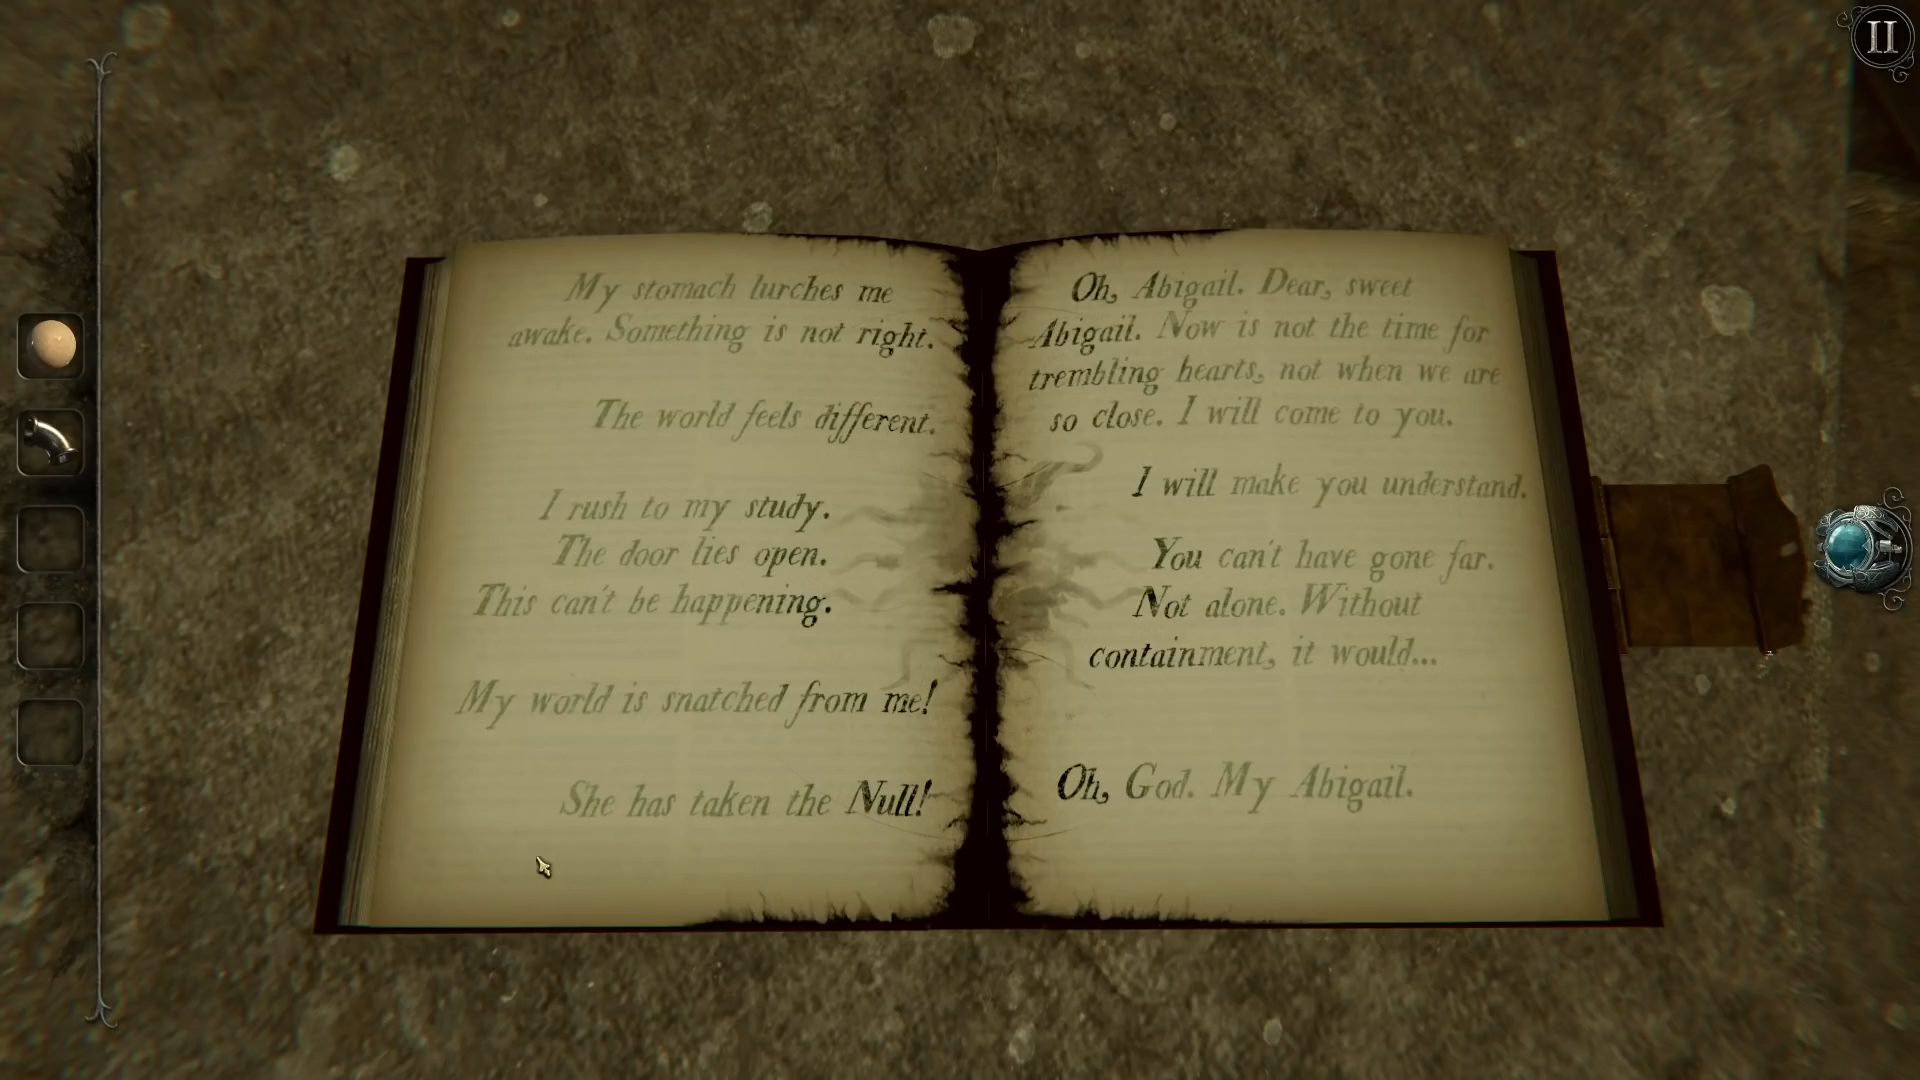 My stomach lurches me
awake. Something is not right.
The world feels different.
I rush to my study.
The door lies open.
This can't be happening.
My world is snatched from me!
She has taken the Null!
Oh, Abigail. Dear, sweet
Abigail. Now is not the time for
trembling hearts, not when we are
so close. I will come to you.
I will make you understand.
You can't have gone far.
Not alone. Without
containment, it would...
Oh, God. My Abigail.
II